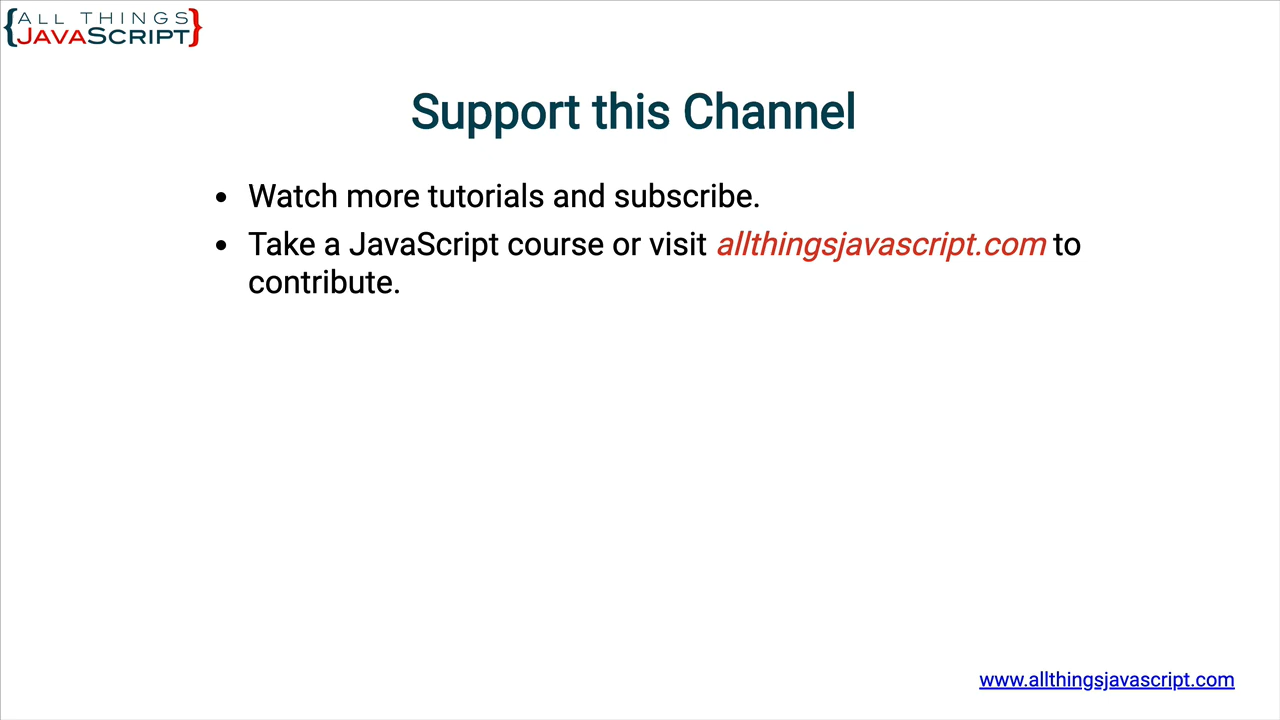 {ALL THINGS
JAVASCRIPT}
Support this Channel
• Watch more tutorials and subscribe.
• Take a JavaScript course or visit allthingsjavascript.com to
contribute.
www.allthingsjavascript.com